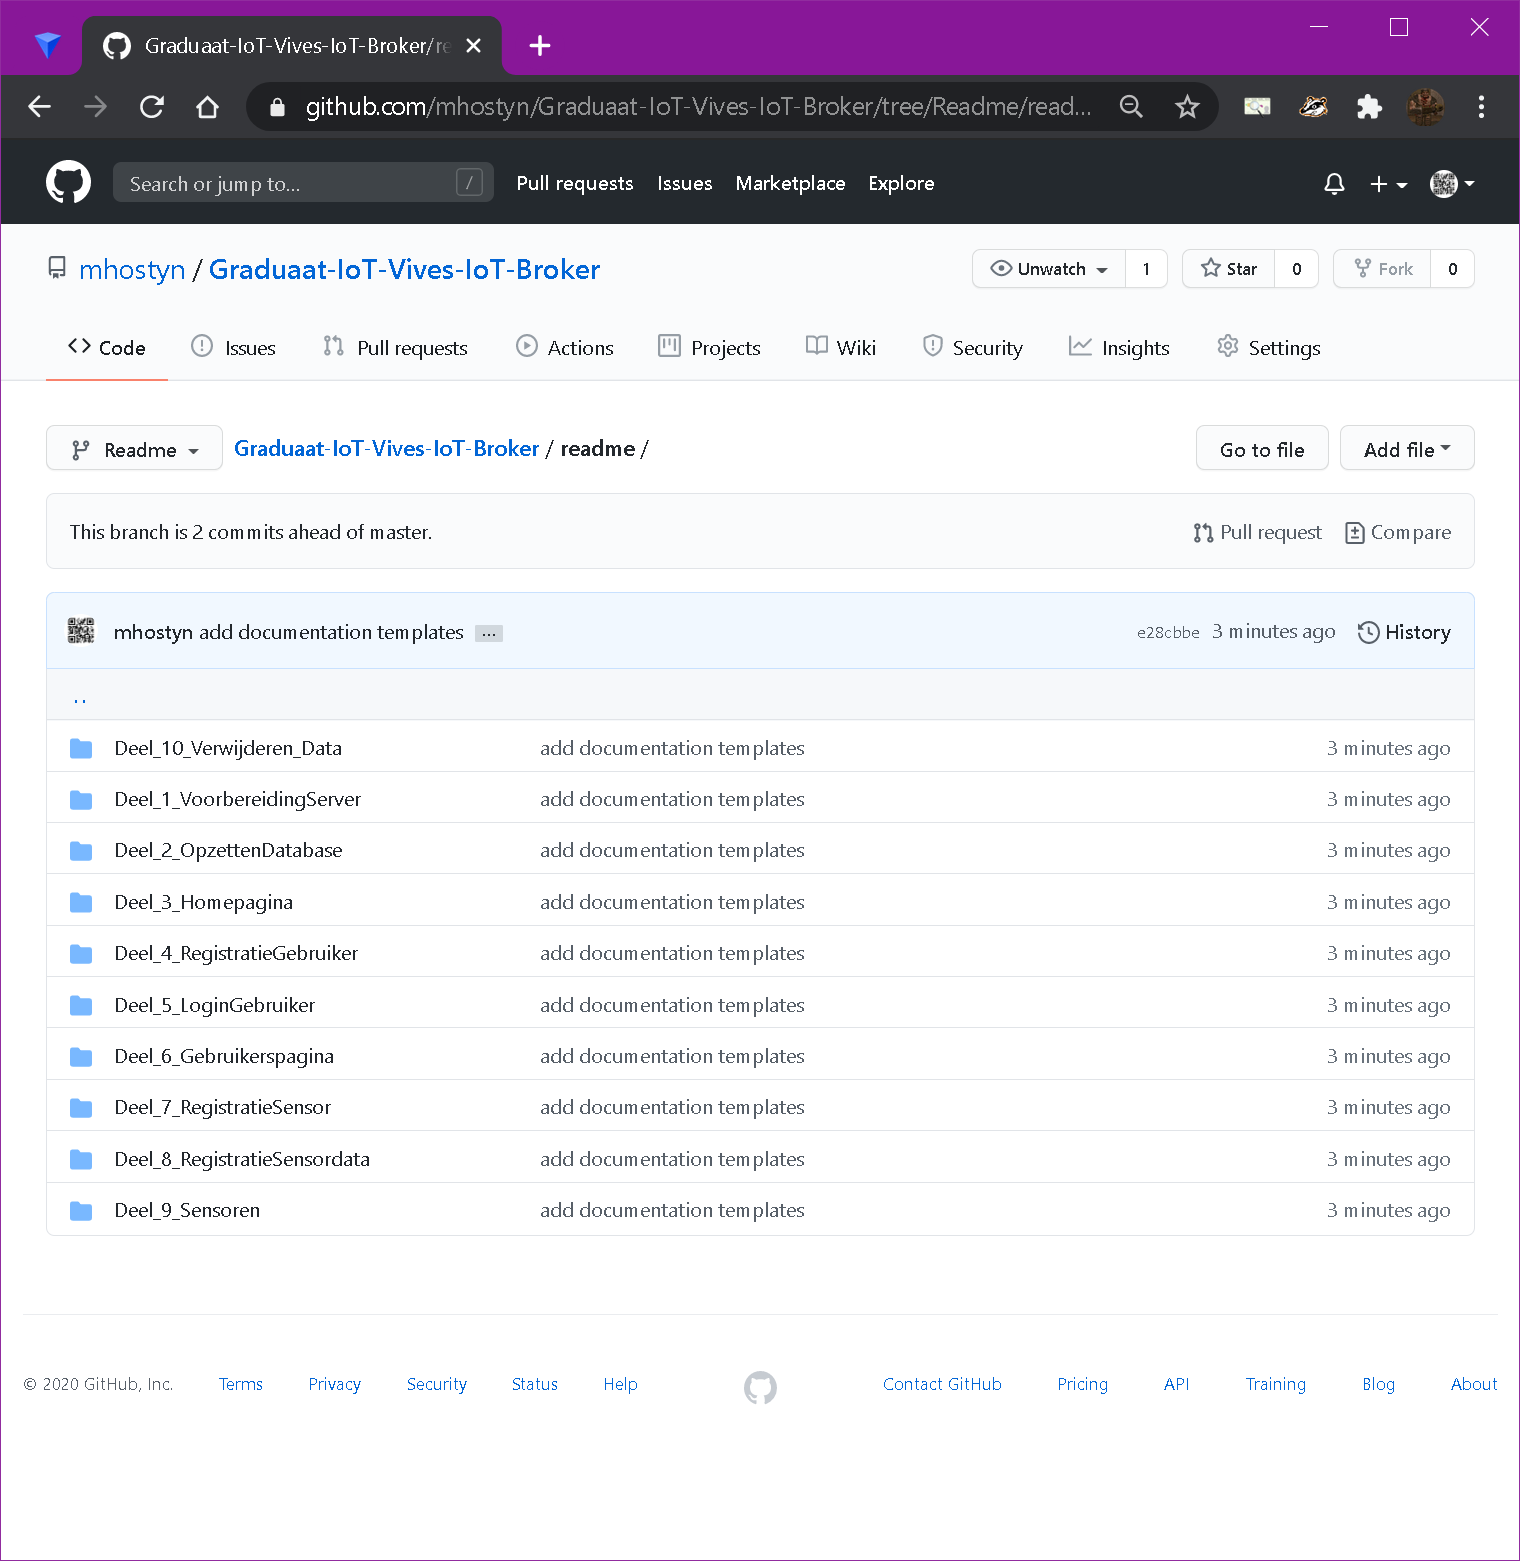 Graduaat-IoT-Vives-IoT-Broker/re
github.com/mhostyn/Graduaat-IoT-Vives-IoT-Broker/tree/Readme/read...
Search or jump to... / Pull requests Issues Marketplace Explore
mhostyn / Graduaat-IoT-Vives-IoT-Broker Unwatch 1 Star 0 Fork 0
Code Issues Pull requests Actions Projects Wiki Security Insights Settings
Readme Graduaat-IoT-Vives-IoT-Broker / readme / Go to file Add file
This branch is 2 commits ahead of master. Pull request Compare
mhostyn add documentation templates ... e28cbbe 3 minutes ago History
..
Deel_10_Verwijderen_Data add documentation templates 3 minutes ago
Deel_1_VoorbereidingServer add documentation templates 3 minutes ago
Deel_2_OpzettenDatabase add documentation templates 3 minutes ago
Deel_3_Homepagina add documentation templates 3 minutes ago
Deel_4_RegistratieGebruiker add documentation templates 3 minutes ago
Deel_5_LoginGebruiker add documentation templates 3 minutes ago
Deel_6_Gebruikerspagina add documentation templates 3 minutes ago
Deel_7_RegistratieSensor add documentation templates 3 minutes ago
Deel_8_RegistratieSensordata add documentation templates 3 minutes ago
Deel_9_Sensoren add documentation templates 3 minutes ago
© 2020 GitHub, Inc. Terms Privacy Security Status Help Contact GitHub Pricing API Training Blog About